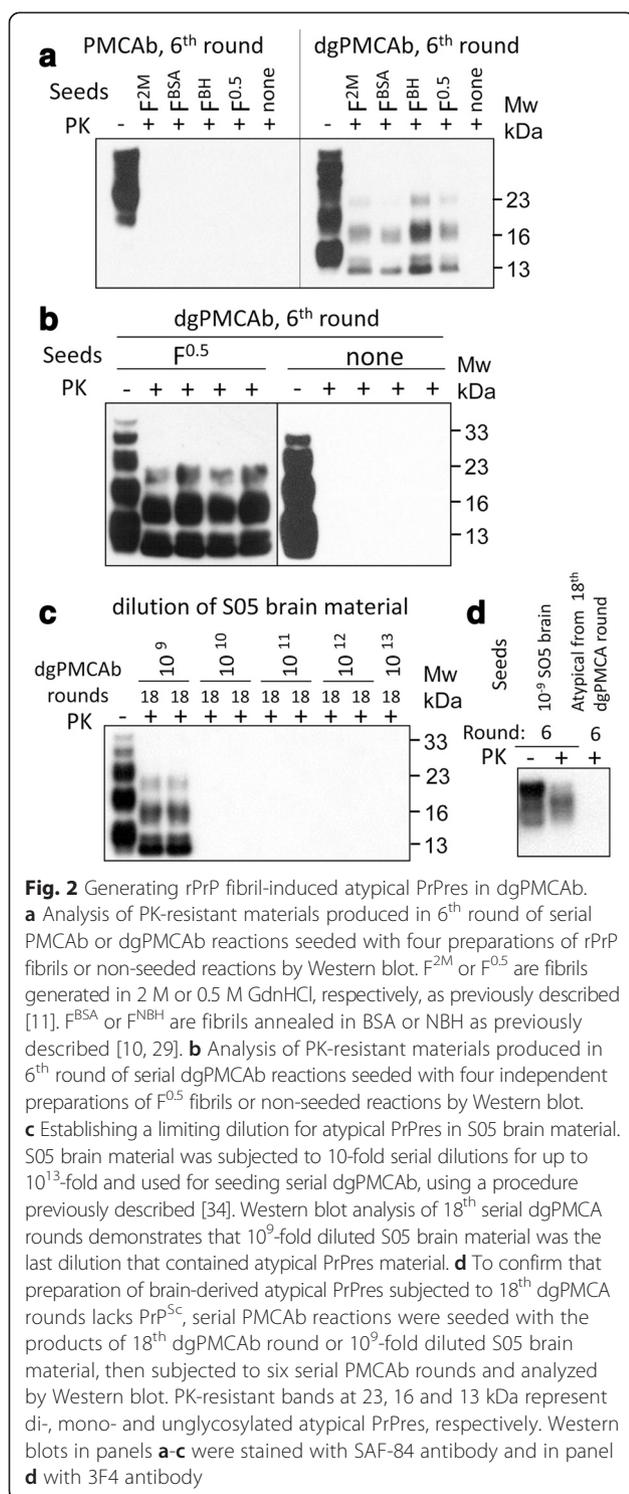 a
PMCAb, 6th round dgPMCAb, 6th round
Seeds F2M FBSA FBH F0.5 none F2M FBSA FBH F0.5 none Mw
PK - + + + + + - + + + + + kDa
23
16
13
b
dgPMCAb, 6th round
Seeds F0.5 none Mw
PK - + + + + - + + + + kDa
33
23
16
13
c dilution of S05 brain material
dgPMCAb 10 9 10 10 10 11 10 12 10 13 Mw
rounds 18 18 18 18 18 18 18 18 18 kDa
PK - + + + + + + + + +
33
23
16
13
d
Seeds 10-9 SO5 brain Atypical from 18th dgPMCA round
Round: 6 6
PK - + +
Fig. 2 Generating rPrP fibril-induced atypical PrPres in dgPMCAb.
a Analysis of PK-resistant materials produced in 6th round of serial
PMCAb or dgPMCAb reactions seeded with four preparations of rPrP
fibrils or non-seeded reactions by Western blot. F2M or F0.5 are fibrils
generated in 2 M or 0.5 M GdnHCl, respectively, as previously described
[11]. FBSA or FNBH are fibrils annealed in BSA or NBH as previously
described [10, 29]. b Analysis of PK-resistant materials produced in
6th round of serial dgPMCAb reactions seeded with four independent
preparations of F0.5 fibrils or non-seeded reactions by Western blot.
c Establishing a limiting dilution for atypical PrPres in S05 brain material.
S05 brain material was subjected to 10-fold serial dilutions for up to
1013-fold and used for seeding serial dgPMCAb, using a procedure
previously described [34]. Western blot analysis of 18th serial dgPMCA
rounds demonstrates that 109-fold diluted S05 brain material was the
last dilution that contained atypical PrPres material. d To confirm that
preparation of brain-derived atypical PrPres subjected to 18th dgPMCA
rounds lacks PrPSc, serial PMCAb reactions were seeded with the
products of 18th dgPMCAb round or 109-fold diluted S05 brain
material, then subjected to six serial PMCAb rounds and analyzed
by Western blot. PK-resistant bands at 23, 16 and 13 kDa represent
di-, mono- and unglycosylated atypical PrPres, respectively. Western
blots in panels a-c were stained with SAF-84 antibody and in panel
d with 3F4 antibody